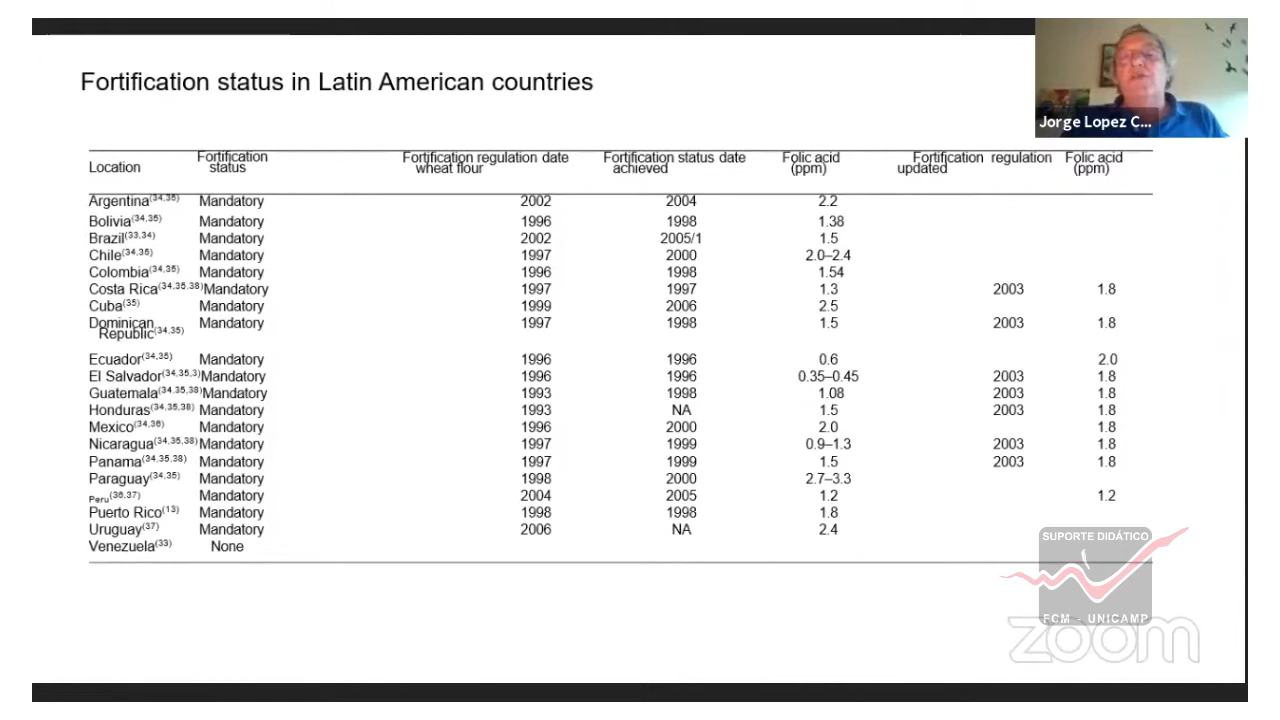 Jorge Lopez C...
Fortification status in Latin American countries
Location Fortification status Fortification regulation date wheat flour Fortification status date achieved Folic acid (ppm) Fortification regulation updated Folic acid (ppm)
Argentina(34,35) Mandatory 2002 2004 2.2
Bolivia(34,35) Mandatory 1996 1998 1.38
Brazil(33,34) Mandatory 2002 2005/1 1.5
Chile(34,35) Mandatory 1997 2000 2.0–2.4
Colombia(34,35) Mandatory 1996 1998 1.54
Costa Rica(34,35,38) Mandatory 1997 1997 1.3 2003 1.8
Cuba(35) Mandatory 1999 2006 2.5
Dominican Republic(34,35) Mandatory 1997 1998 1.5 2003 1.8
Ecuador(34,35) Mandatory 1996 1996 0.6 2.0
El Salvador(34,35,3) Mandatory 1996 1996 0.35–0.45 2003 1.8
Guatemala(34,35,38) Mandatory 1993 1998 1.08 2003 1.8
Honduras(34,35,38) Mandatory 1993 NA 1.5 2003 1.8
Mexico(34,36) Mandatory 1996 2000 2.0 1.8
Nicaragua(34,35,38) Mandatory 1997 1999 0.9–1.3 2003 1.8
Panama(34,35,38) Mandatory 1997 1999 1.5 2003 1.8
Paraguay(34,35) Mandatory 1998 2000 2.7–3.3
Peru(36,37) Mandatory 2004 2005 1.2 1.2
Puerto Rico(13) Mandatory 1998 1998 1.8
Uruguay(37) Mandatory 2006 NA 2.4
Venezuela(33) None
SUPORTE DIDÁTICO
FCM - UNICAMP
zoom